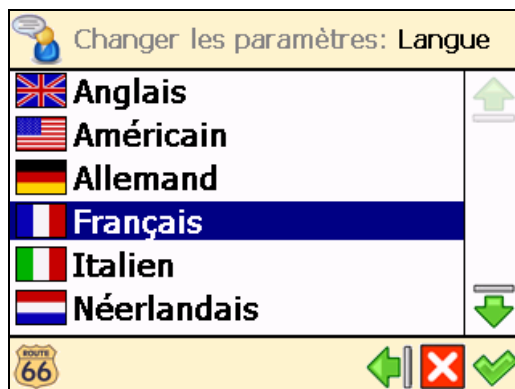 Changer les paramètres: Langue
Anglais
Américain
Allemand
Français
Italien
Néerlandais
ROUTE
66